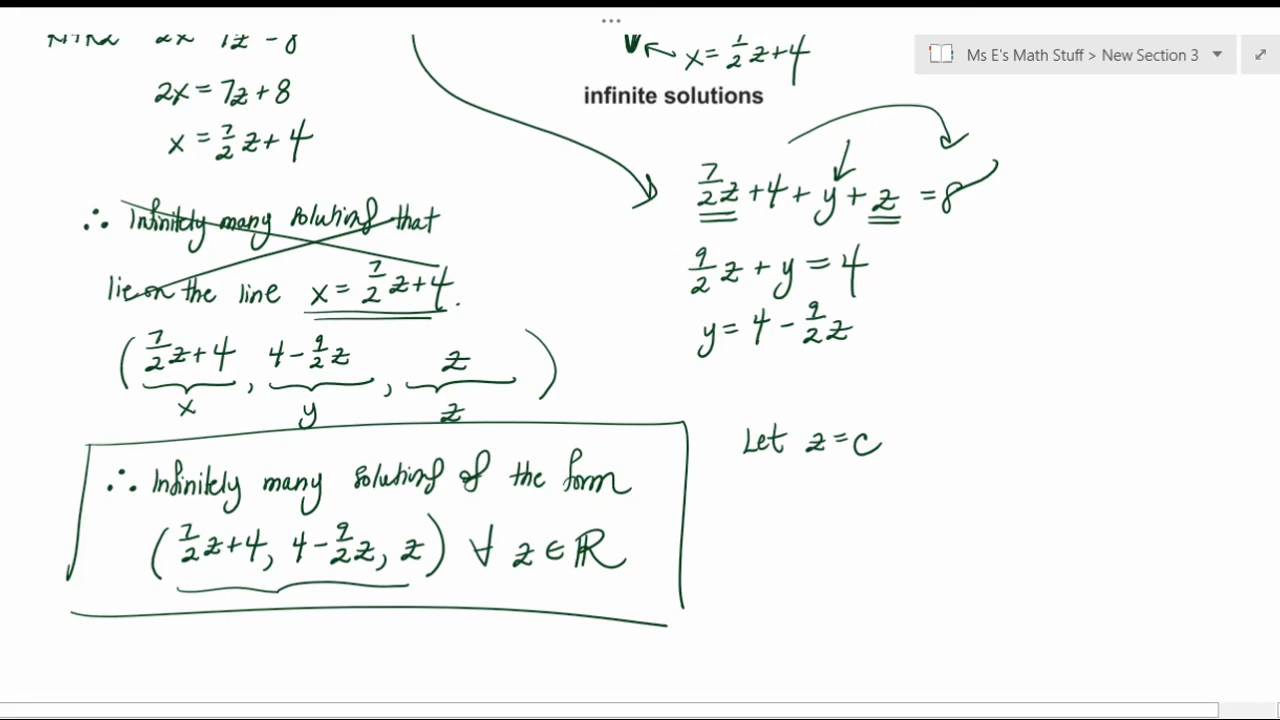 2x 7z = 8
2x = 7z + 8
x = 7/2 z + 4
∴ Infinitely many solutions that
lie on the line x = 7/2 z + 4.
(7/2 z + 4, 4 - 9/2 z, z)
x y z
∴ Infinitely many solutions of the form
(7/2 z + 4, 4 - 9/2 z, z) ∀ z ∈ ℝ
x = 1/2 z + 4
infinite solutions
7/2 z + 4 + y + z = 8
9/2 z + y = 4
y = 4 - 9/2 z
Let z = c
Ms E's Math Stuff > New Section 3